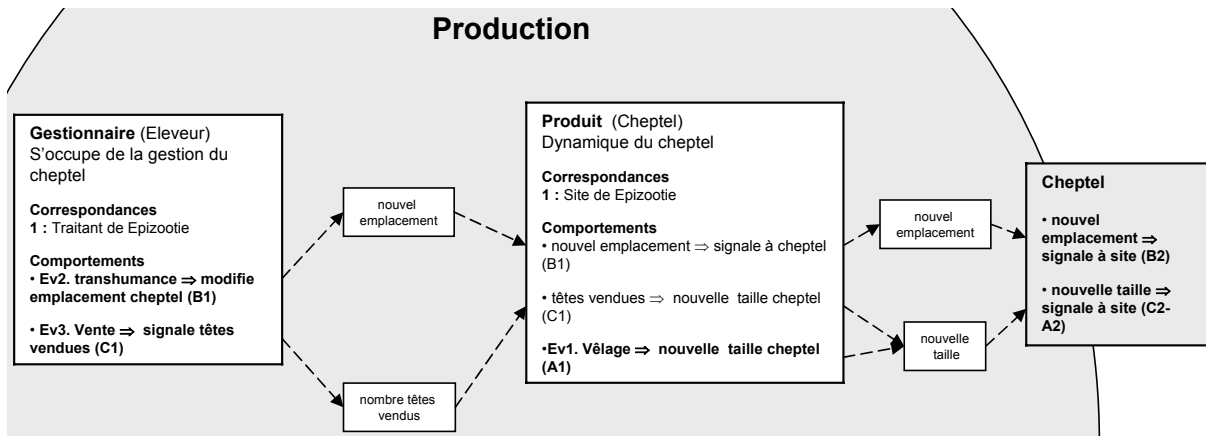 Production
Gestionnaire (Eleveur)
S'occupe de la gestion du
cheptel
Correspondances
1 : Traitant de Epizootie
Comportements
• Ev2. transhumance ⇒ modifie
emplacement cheptel (B1)
• Ev3. Vente ⇒ signale têtes
vendues (C1)
nouvel
emplacement
nombre têtes
vendus
Produit (Cheptel)
Dynamique du cheptel
Correspondances
1 : Site de Epizootie
Comportements
• nouvel emplacement ⇒ signale à cheptel
(B1)
• têtes vendues ⇒ nouvelle taille cheptel
(C1)
•Ev1. Vêlage ⇒ nouvelle taille cheptel
(A1)
nouvel
emplacement
nouvelle
taille
Cheptel
• nouvel
emplacement ⇒
signale à site (B2)
• nouvelle taille ⇒
signale à site (C2-
A2)